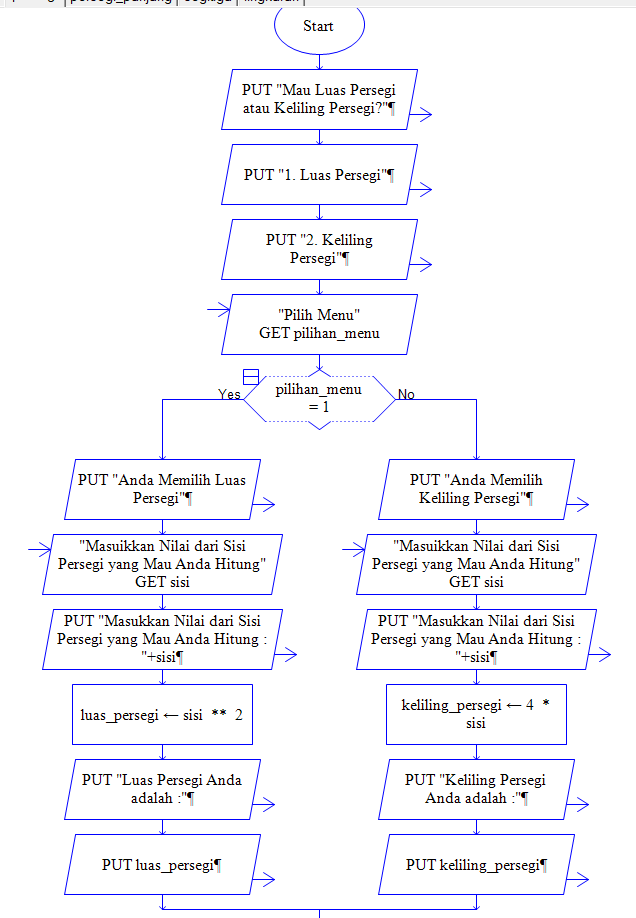 persegi_panjang
segitiga
lingkaran
Start
PUT "Mau Luas Persegi
atau Keliling Persegi?"¶
PUT "1. Luas Persegi"¶
PUT "2. Keliling
Persegi"¶
"Pilih Menu"
GET pilihan_menu
pilihan_menu
= 1
Yes
No
PUT "Anda Memilih Luas
Persegi"¶
"Masuikkan Nilai dari Sisi
Persegi yang Mau Anda Hitung"
GET sisi
PUT "Masukkan Nilai dari Sisi
Persegi yang Mau Anda Hitung :
"+sisi¶
luas_persegi ← sisi ** 2
PUT "Luas Persegi Anda
adalah :"¶
PUT luas_persegi¶
PUT "Anda Memilih
Keliling Persegi"¶
"Masuikkan Nilai dari Sisi
Persegi yang Mau Anda Hitung"
GET sisi
PUT "Masukkan Nilai dari Sisi
Persegi yang Mau Anda Hitung :
"+sisi¶
keliling_persegi ← 4 *
sisi
PUT "Keliling Persegi
Anda adalah :"¶
PUT keliling_persegi¶